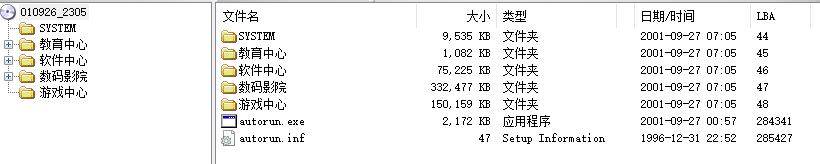 010926_2305
SYSTEM
教育中心
软件中心
数码影院
游戏中心
文件名 大小 类型 日期/时间 LBA
SYSTEM 9,535 KB 文件夹 2001-09-27 07:05 44
教育中心 1,082 KB 文件夹 2001-09-27 07:05 45
软件中心 75,225 KB 文件夹 2001-09-27 07:05 46
数码影院 332,477 KB 文件夹 2001-09-27 07:05 47
游戏中心 150,159 KB 文件夹 2001-09-27 07:05 48
autorun.exe 2,172 KB 应用程序 2001-09-27 00:57 284341
autorun.inf 47 Setup Information 1996-12-31 22:52 285427